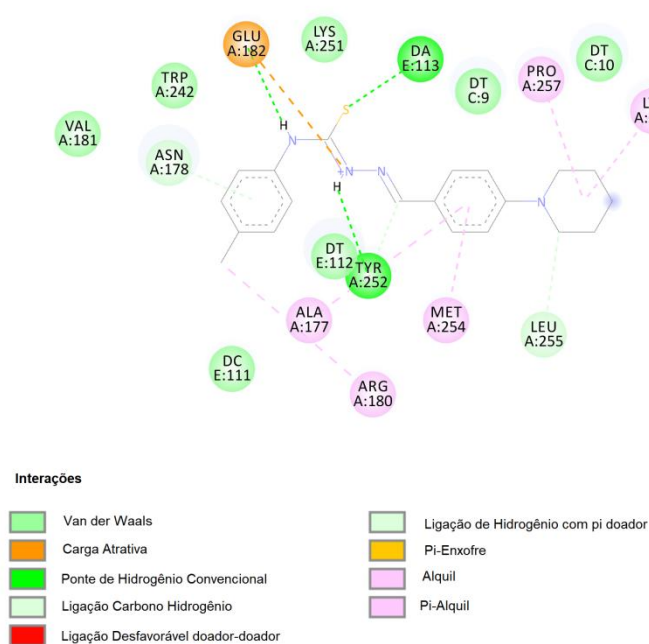 GLU
A:182
LYS
A:251
DA
E:113
DT
C:9
PRO
A:257
DT
C:10
TRP
A:242
VAL
A:181
ASN
A:178
H
N
S
N
N
H
N
DT
E:112
TYR
A:252
ALA
A:177
MET
A:254
LEU
A:255
DC
E:111
ARG
A:180
Interações
Van der Waals
Carga Atrativa
Ponte de Hidrogênio Convencional
Ligação Carbono Hidrogênio
Ligação Desfavorável doador-doador
Ligação de Hidrogênio com pi doador
Pi-Enxofre
Alquil
Pi-Alquil